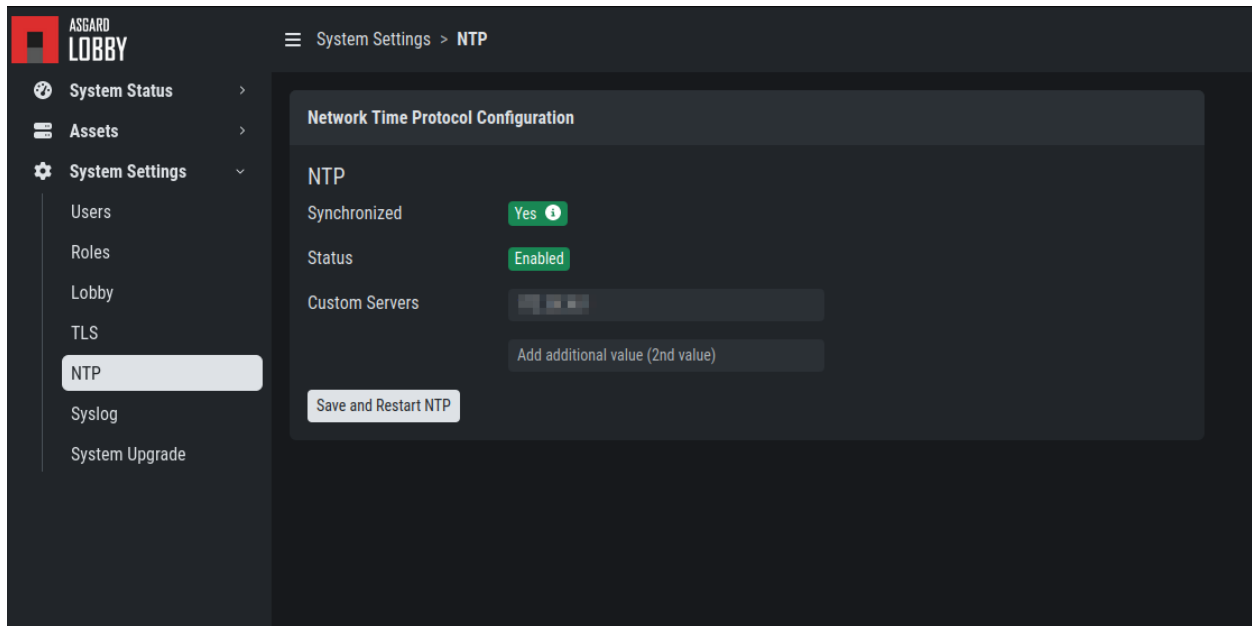 ASGARD
LOBBY
System Settings > NTP
System Status
Assets
System Settings
Users
Roles
Lobby
TLS
NTP
Syslog
System Upgrade
Network Time Protocol Configuration
NTP
Synchronized Yes
Status Enabled
Custom Servers
Add additional value (2nd value)
Save and Restart NTP